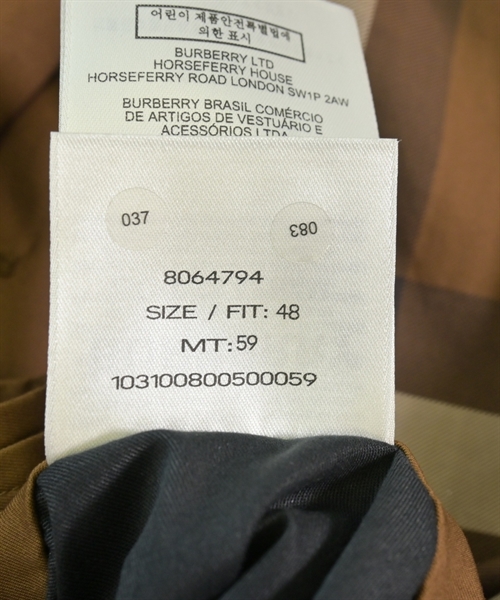 어린이 제품안전특별법에
의한 표시
BURBERRY LTD
HORSEFERRY HOUSE
HORSEFERRY ROAD LONDON SW1P 2AW
BURBERRY BRASIL COMÉRCIO
DE ARTIGOS DE VESTUÁRIO E
ACESSÓRIOS LTDA
037
083
8064794
SIZE / FIT: 48
MT:59
103100800500059